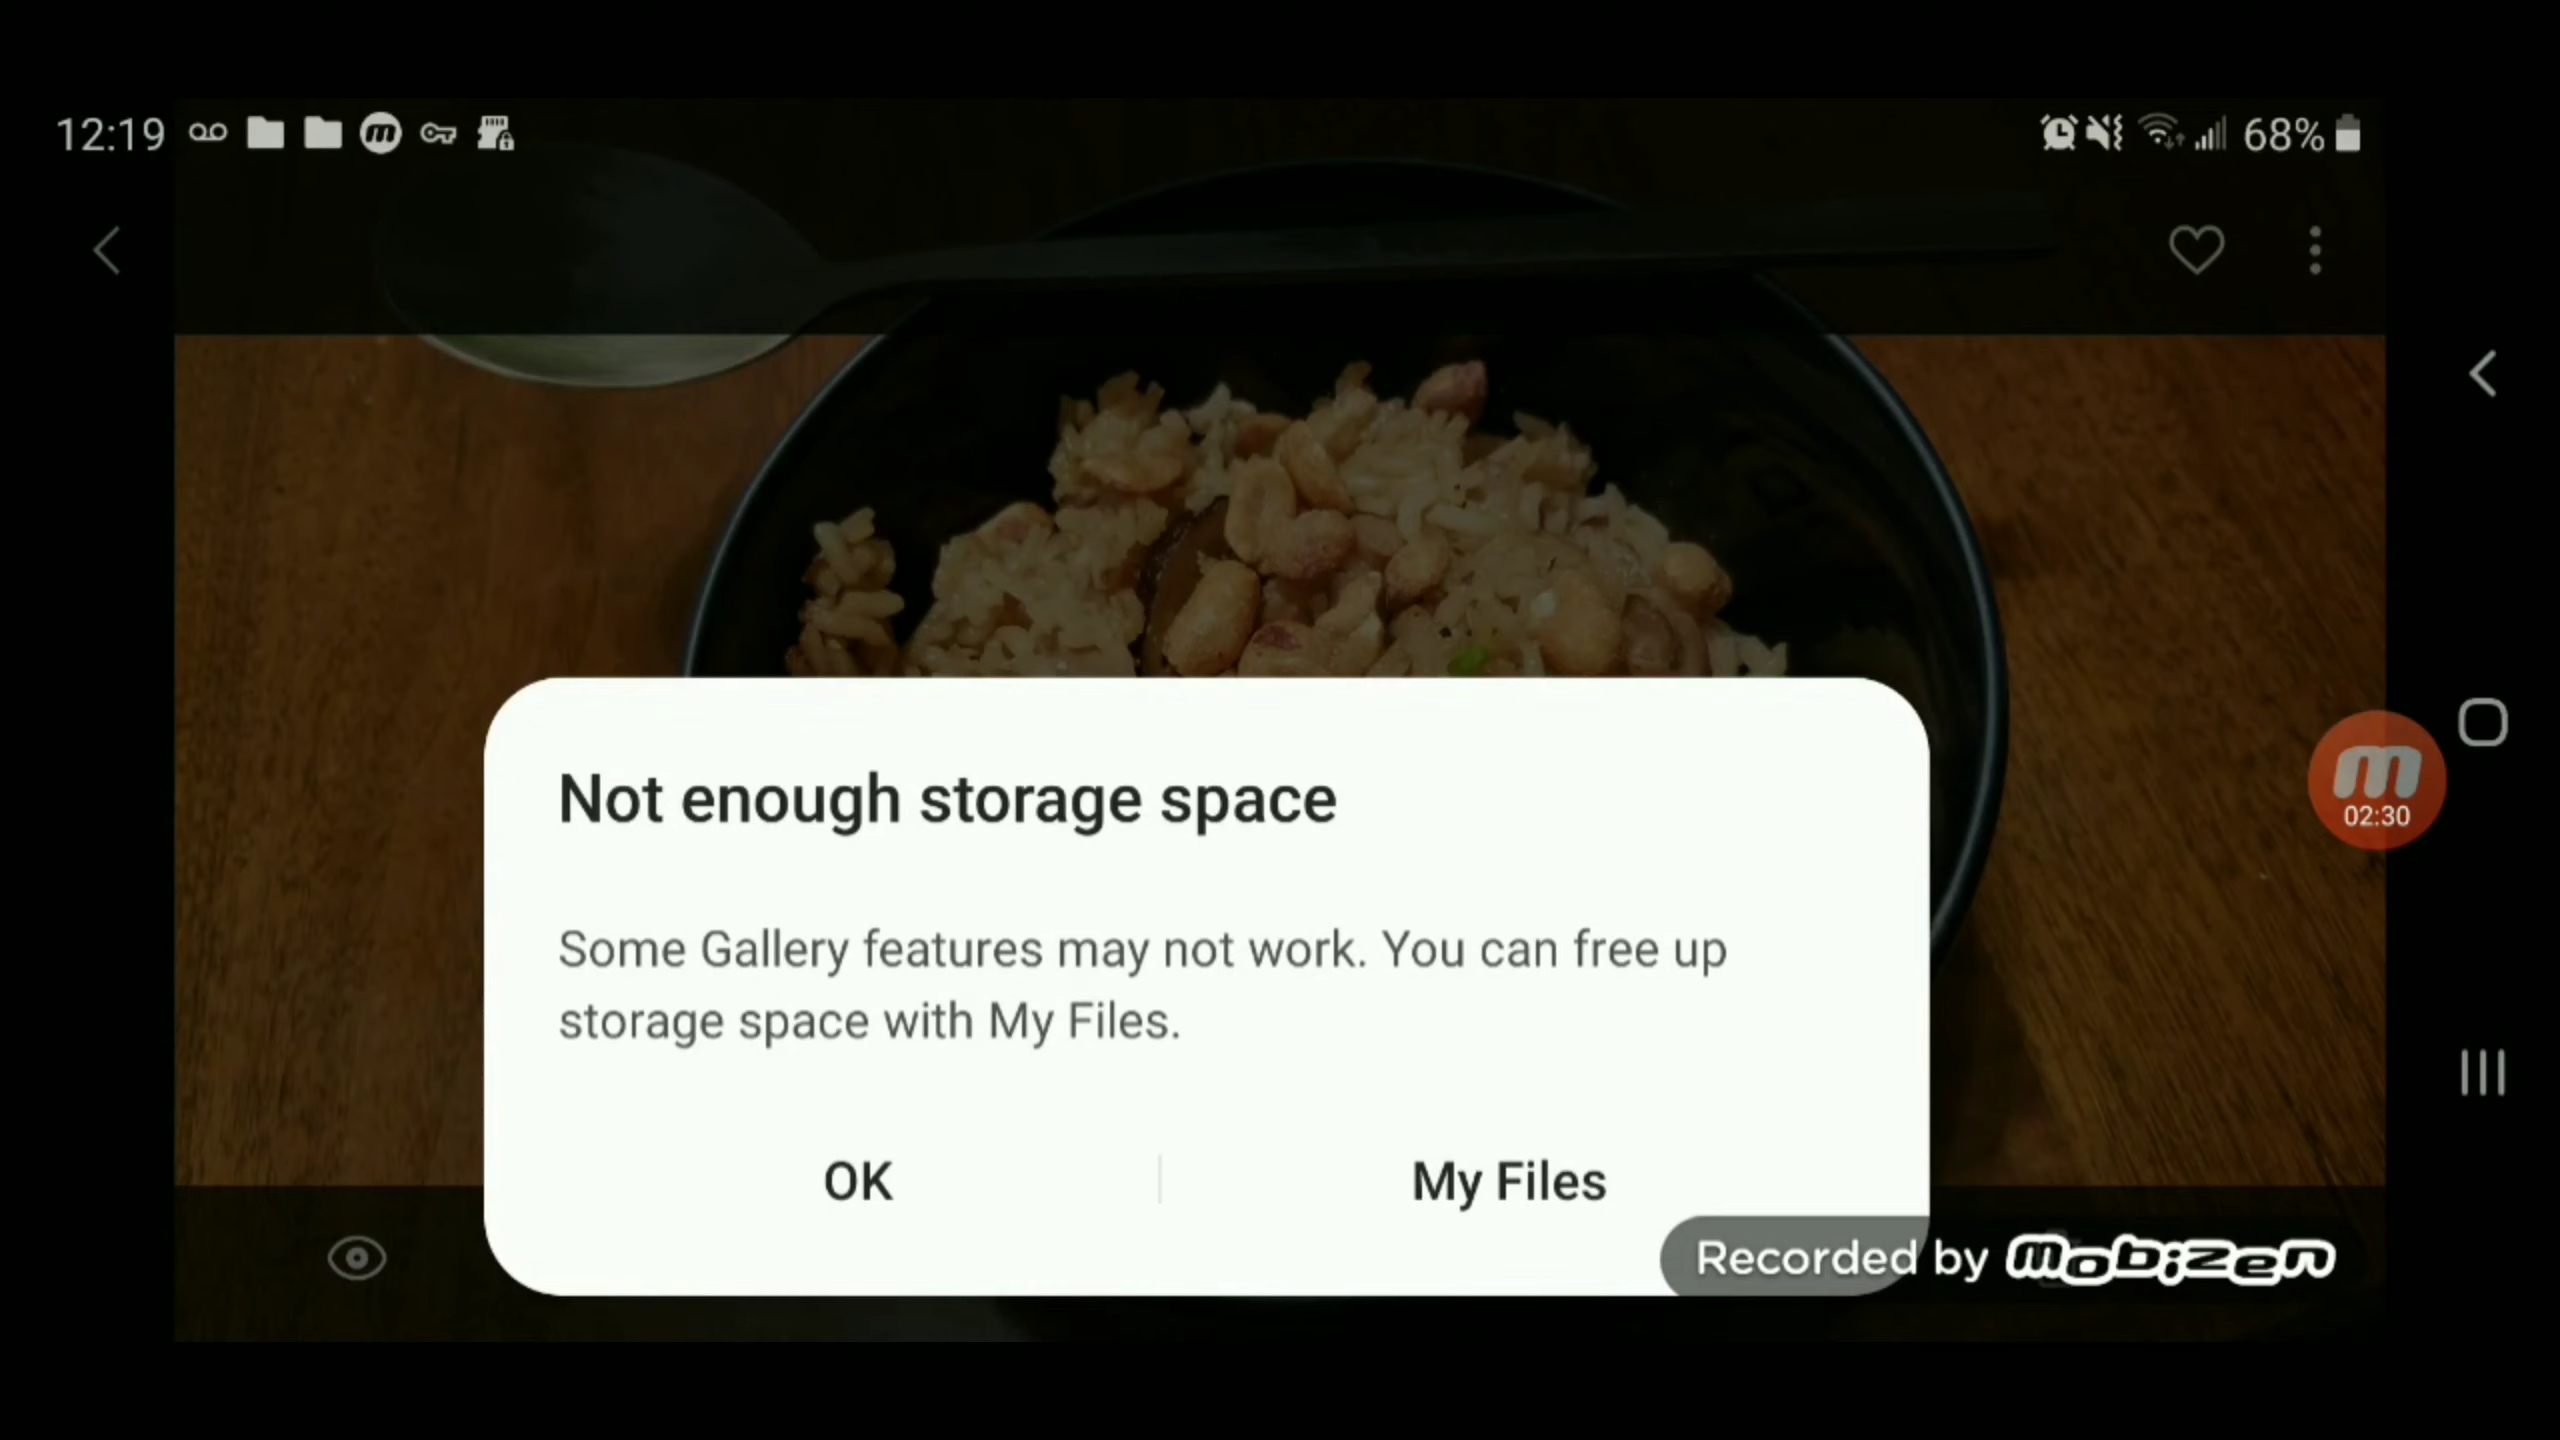 12:19
68%
02:30
Not enough storage space
Some Gallery features may not work. You can free up
storage space with My Files.
OK
My Files
Recorded by mobizen